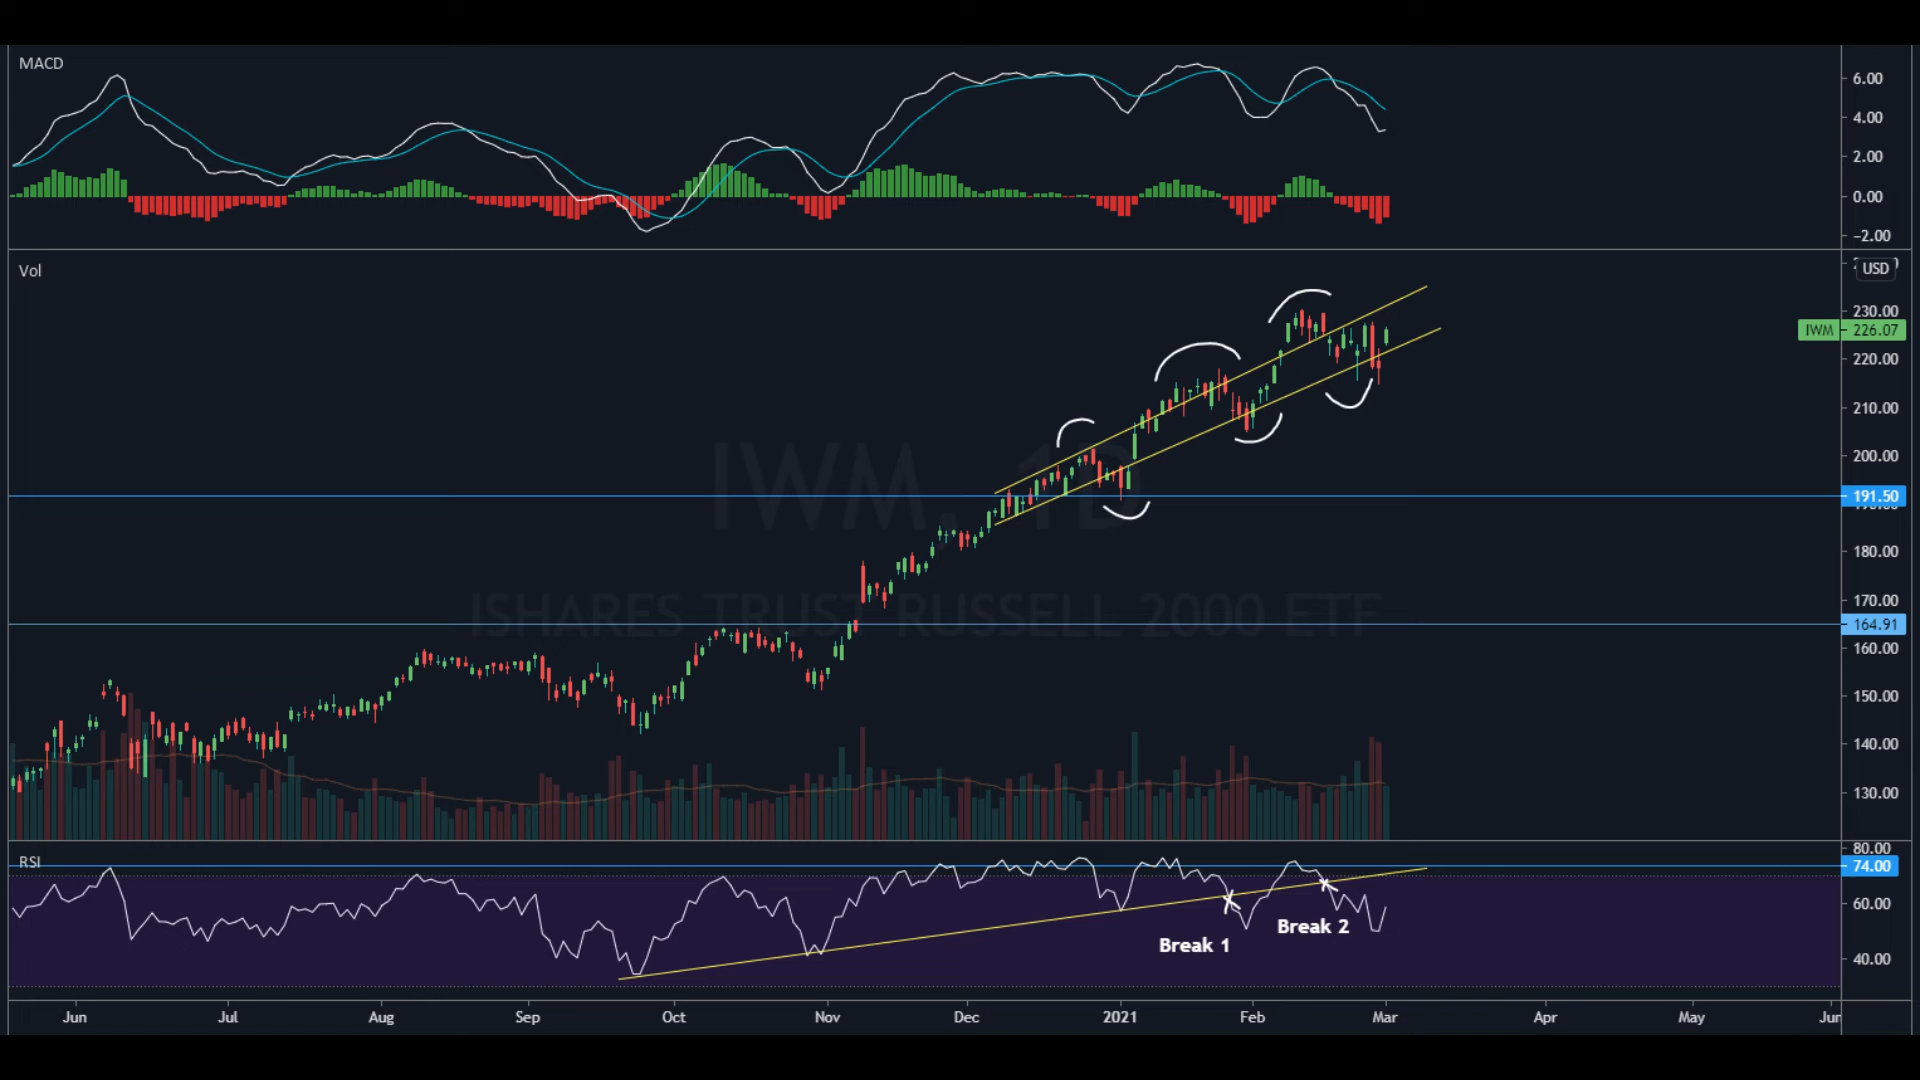 MACD
6.00
4.00
2.00
0.00
−2.00
Vol
USD
230.00
IWM 226.07
220.00
210.00
200.00
IWM, 1D
191.50
180.00
ISHARES TRUST RUSSELL 2000 ETF
170.00
164.91
160.00
150.00
140.00
130.00
RSI
80.00
74.00
60.00
Break 1
Break 2
40.00
Jun
Jul
Aug
Sep
Oct
Nov
Dec
2021
Feb
Mar
Apr
May